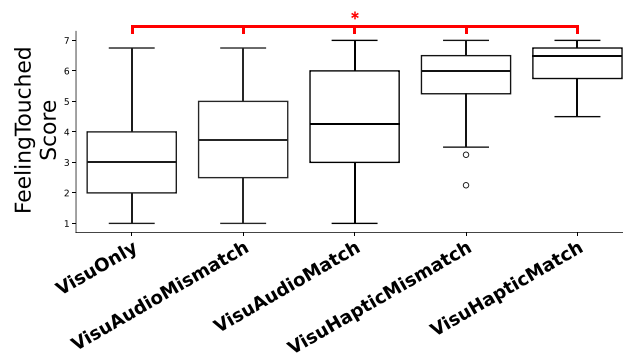 *
FeelingTouched
Score
7
6
5
4
3
2
1
VisuOnly
VisuAudioMismatch
VisuAudioMatch
VisuHapticMismatch
VisuHapticMatch